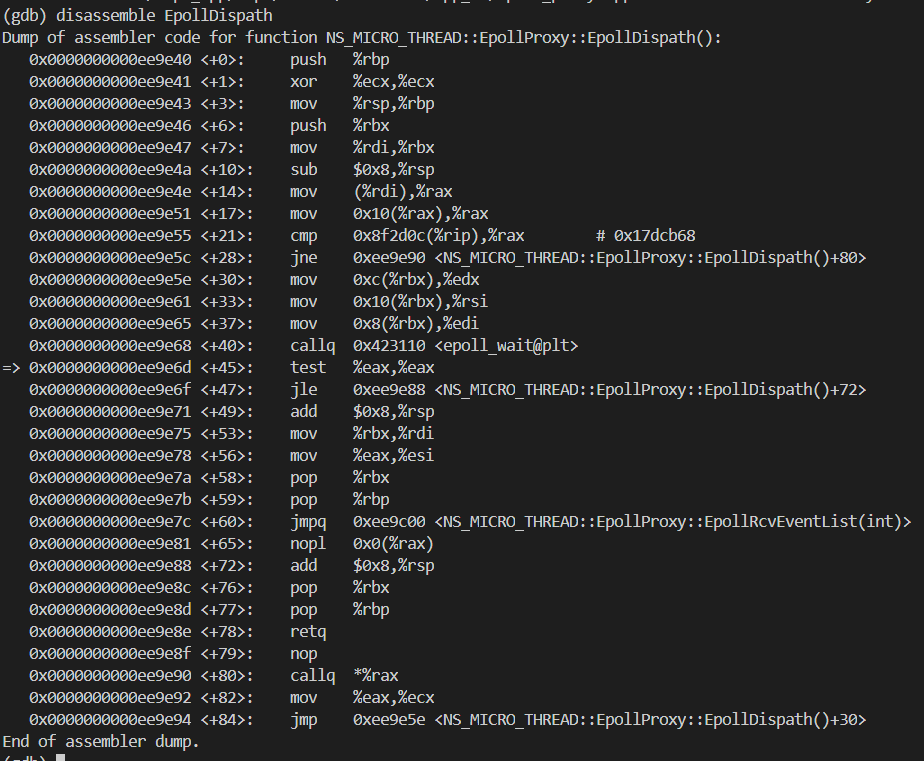 (gdb) disassemble EpollDispath
Dump of assembler code for function NS_MICRO_THREAD::EpollProxy::EpollDispath():
   0x0000000000ee9e40 <+0>:     push   %rbp
   0x0000000000ee9e41 <+1>:     xor    %ecx,%ecx
   0x0000000000ee9e43 <+3>:     mov    %rsp,%rbp
   0x0000000000ee9e46 <+6>:     push   %rbx
   0x0000000000ee9e47 <+7>:     mov    %rdi,%rbx
   0x0000000000ee9e4a <+10>:    sub    $0x8,%rsp
   0x0000000000ee9e4e <+14>:    mov    (%rdi),%rax
   0x0000000000ee9e51 <+17>:    mov    0x10(%rax),%rax
   0x0000000000ee9e55 <+21>:    cmp    0x8f2d0c(%rip),%rax        # 0x17dcb68
   0x0000000000ee9e5c <+28>:    jne    0xee9e90 <NS_MICRO_THREAD::EpollProxy::EpollDispath()+80>
   0x0000000000ee9e5e <+30>:    mov    0xc(%rbx),%edx
   0x0000000000ee9e61 <+33>:    mov    0x10(%rbx),%rsi
   0x0000000000ee9e65 <+37>:    mov    0x8(%rbx),%edi
   0x0000000000ee9e68 <+40>:    callq  0x423110 <epoll_wait@plt>
=> 0x0000000000ee9e6d <+45>:    test   %eax,%eax
   0x0000000000ee9e6f <+47>:    jle    0xee9e88 <NS_MICRO_THREAD::EpollProxy::EpollDispath()+72>
   0x0000000000ee9e71 <+49>:    add    $0x8,%rsp
   0x0000000000ee9e75 <+53>:    mov    %rbx,%rdi
   0x0000000000ee9e78 <+56>:    mov    %eax,%esi
   0x0000000000ee9e7a <+58>:    pop    %rbx
   0x0000000000ee9e7b <+59>:    pop    %rbp
   0x0000000000ee9e7c <+60>:    jmpq   0xee9c00 <NS_MICRO_THREAD::EpollProxy::EpollRcvEventList(int)>
   0x0000000000ee9e81 <+65>:    nopl   0x0(%rax)
   0x0000000000ee9e88 <+72>:    add    $0x8,%rsp
   0x0000000000ee9e8c <+76>:    pop    %rbx
   0x0000000000ee9e8d <+77>:    pop    %rbp
   0x0000000000ee9e8e <+78>:    retq
   0x0000000000ee9e8f <+79>:    nop
   0x0000000000ee9e90 <+80>:    callq  *%rax
   0x0000000000ee9e92 <+82>:    mov    %eax,%ecx
   0x0000000000ee9e94 <+84>:    jmp    0xee9e5e <NS_MICRO_THREAD::EpollProxy::EpollDispath()+30>
End of assembler dump.
(gdb)